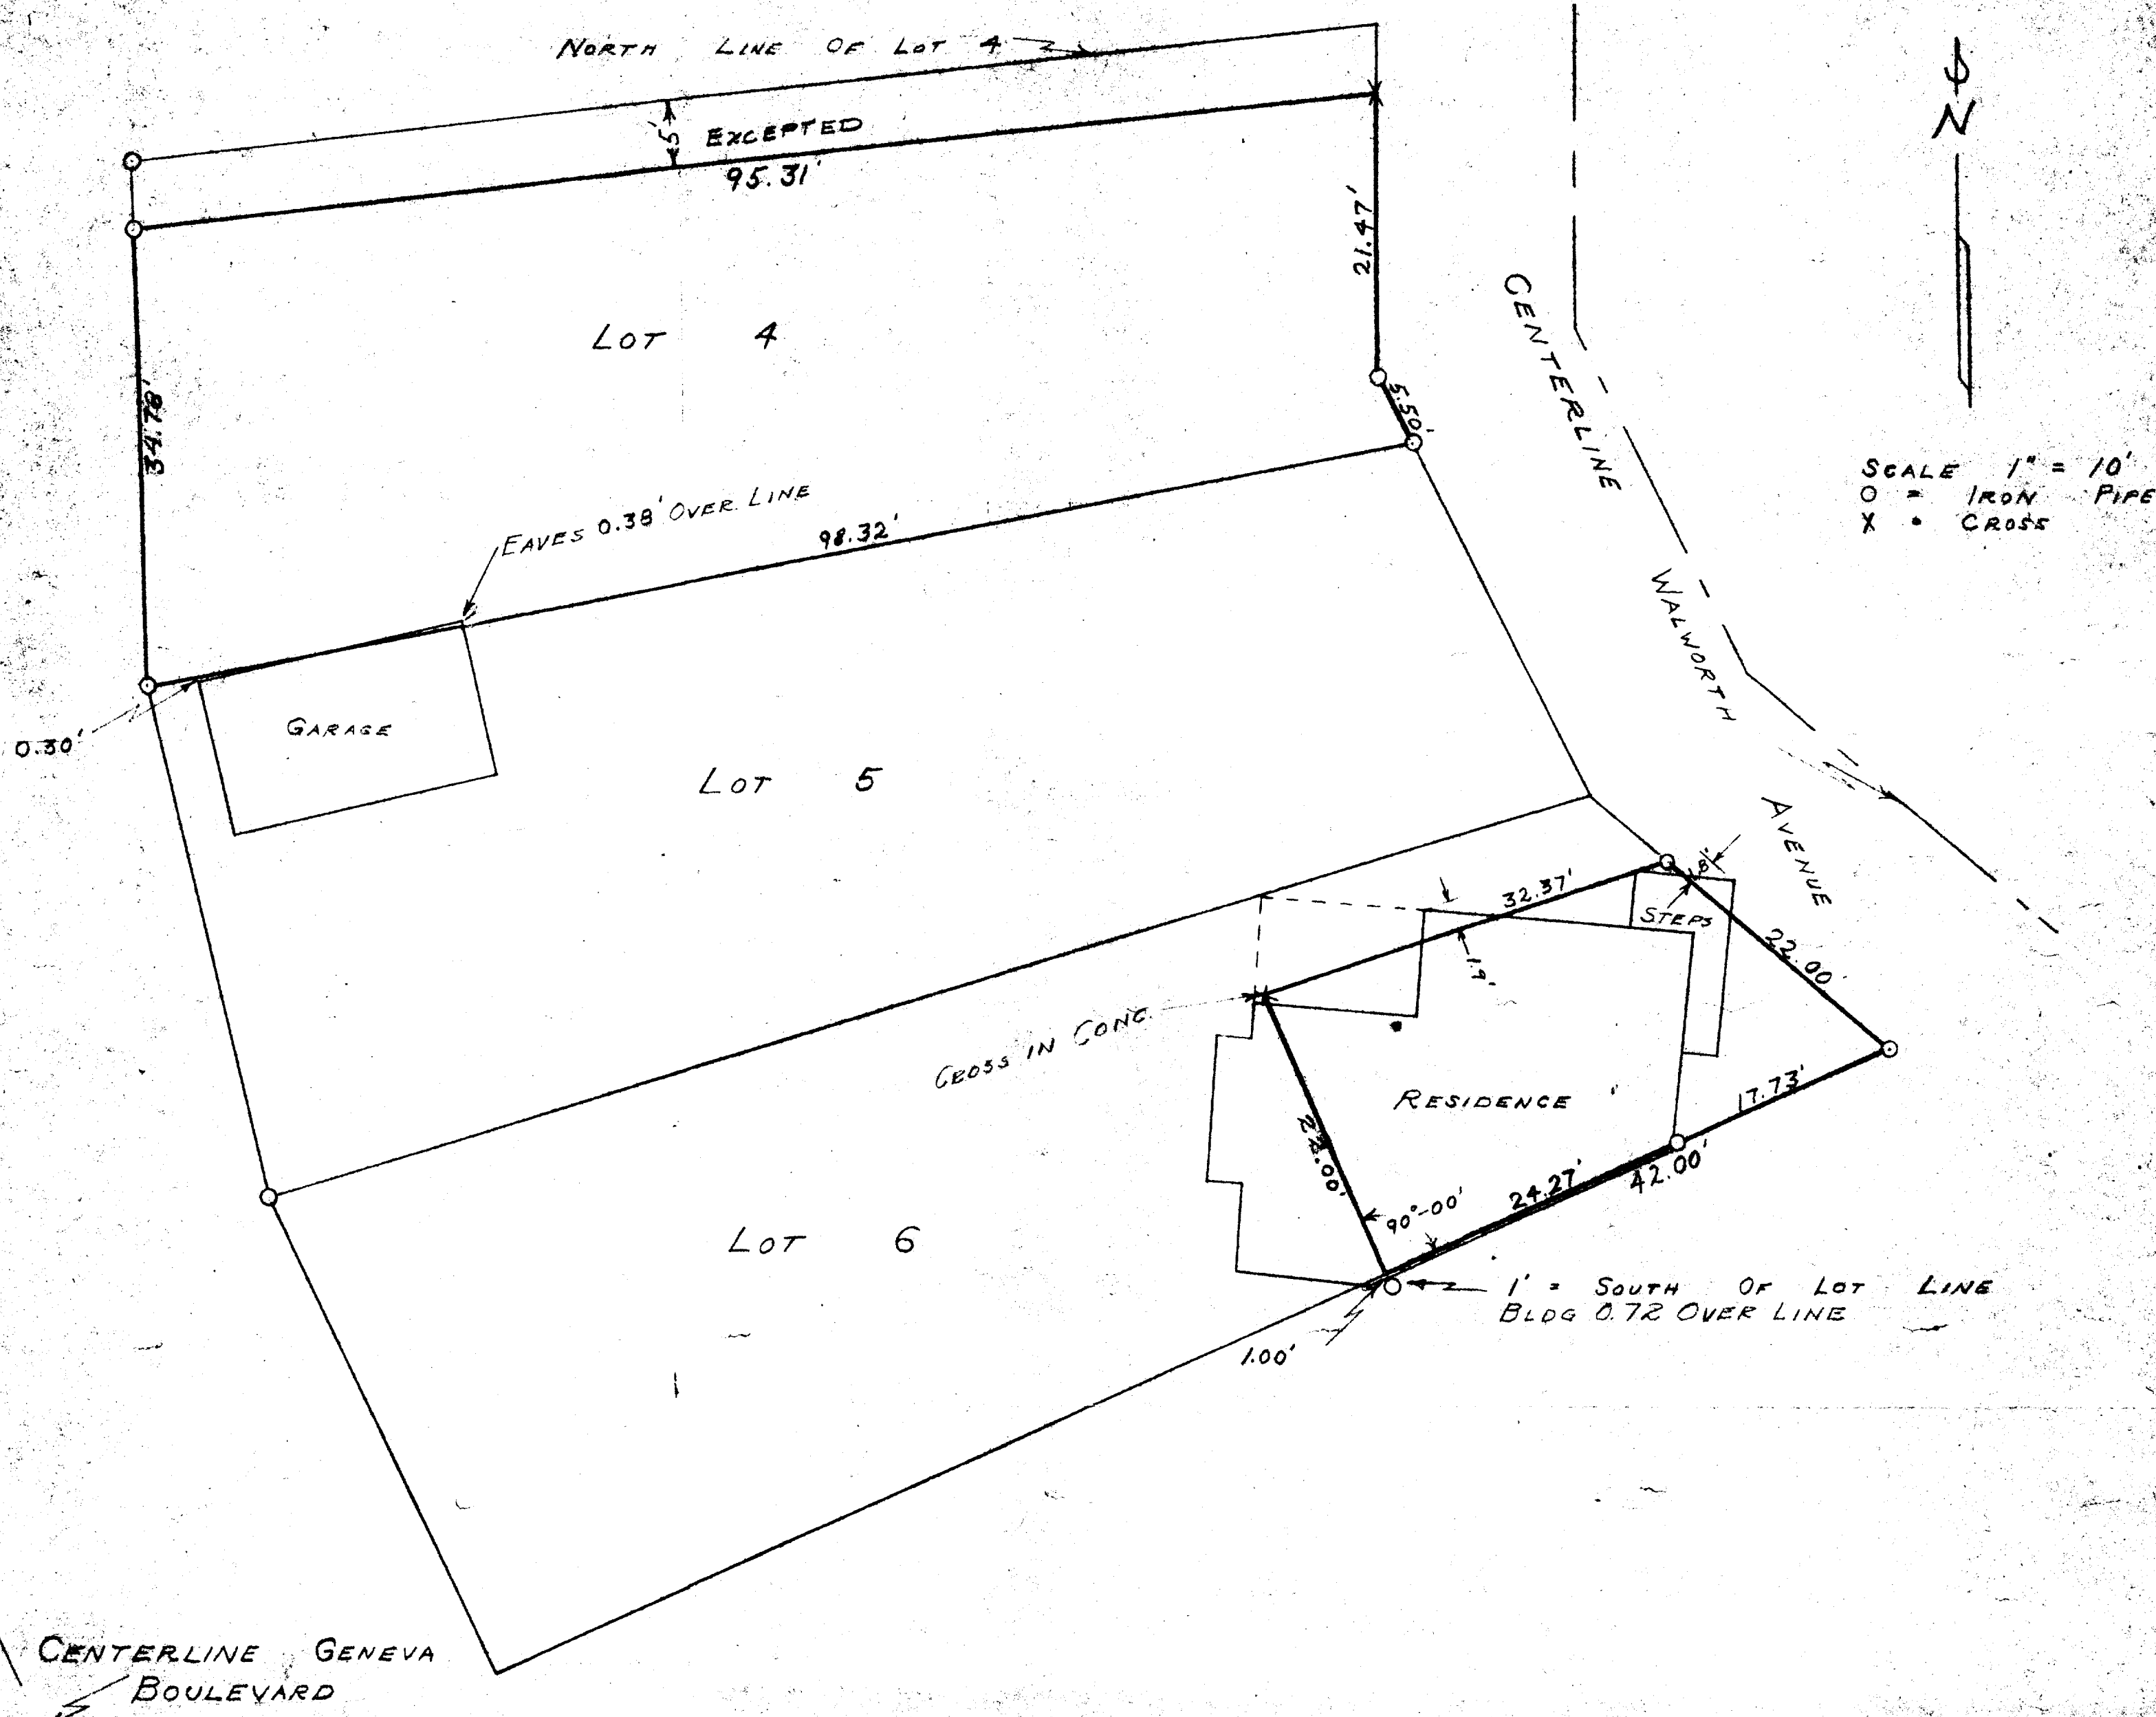 NORTH LINE OF LOT 4
N
5'
EXCEPTED
95.31'
21.47'
LOT 4
CENTERLINE
34.78'
5.50'
SCALE 1" = 10'
O = IRON PIPE
X • CROSS
EAVES 0.38' OVER LINE
98.32'
WALWORTH
0.30'
GARAGE
LOT 5
AVENUE
32.37'
1.8'
STEPS
22.00'
1.9'
CROSS IN CONC.
RESIDENCE
17.73'
22.00'
24.27'
42.00'
90°-00'
LOT 6
1' = SOUTH OF LOT LINE
BLDG 0.72 OVER LINE
1.00'
CENTERLINE GENEVA
BOULEVARD